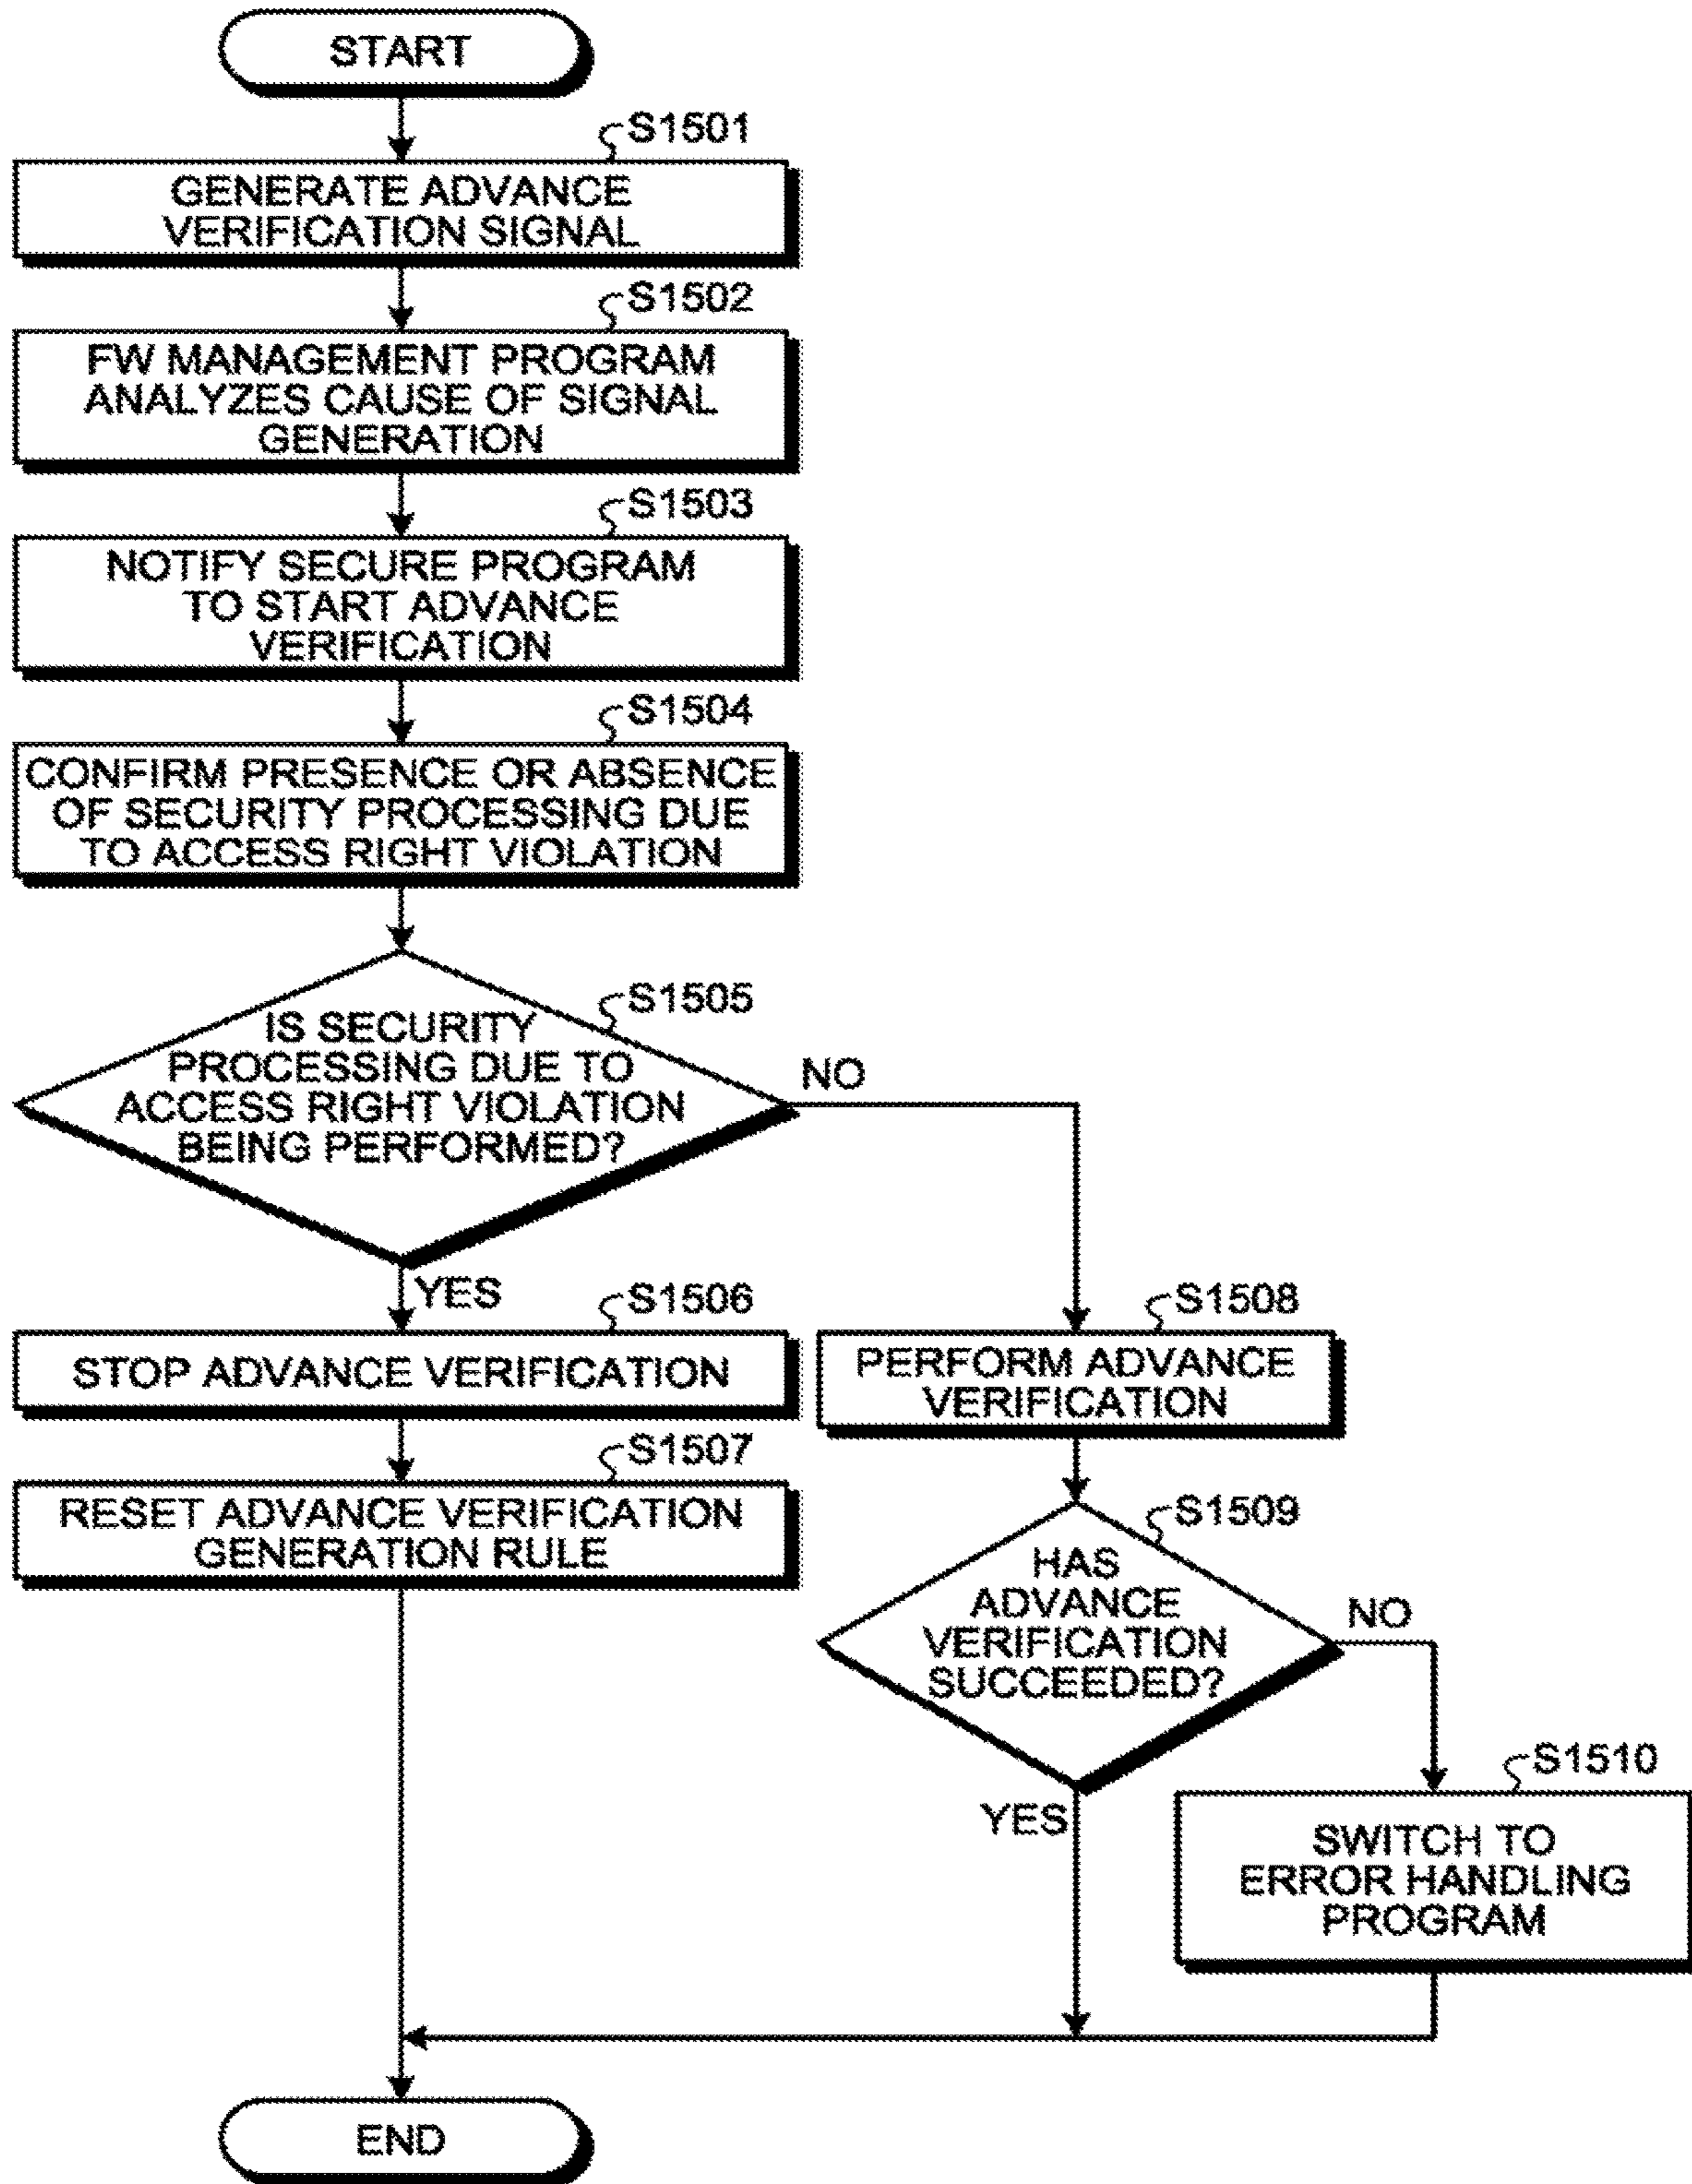 START
S1501
GENERATE ADVANCE
VERIFICATION SIGNAL
S1502
FW MANAGEMENT PROGRAM
ANALYZES CAUSE OF SIGNAL
GENERATION
S1503
NOTIFY SECURE PROGRAM
TO START ADVANCE
VERIFICATION
S1504
CONFIRM PRESENCE OR ABSENCE
OF SECURITY PROCESSING DUE
TO ACCESS RIGHT VIOLATION
S1505
IS SECURITY
PROCESSING DUE TO
ACCESS RIGHT VIOLATION
BEING PERFORMED?
NO
YES
S1506
STOP ADVANCE VERIFICATION
S1507
RESET ADVANCE VERIFICATION
GENERATION RULE
S1508
PERFORM ADVANCE
VERIFICATION
S1509
HAS
ADVANCE
VERIFICATION
SUCCEEDED?
NO
YES
S1510
SWITCH TO
ERROR HANDLING
PROGRAM
END